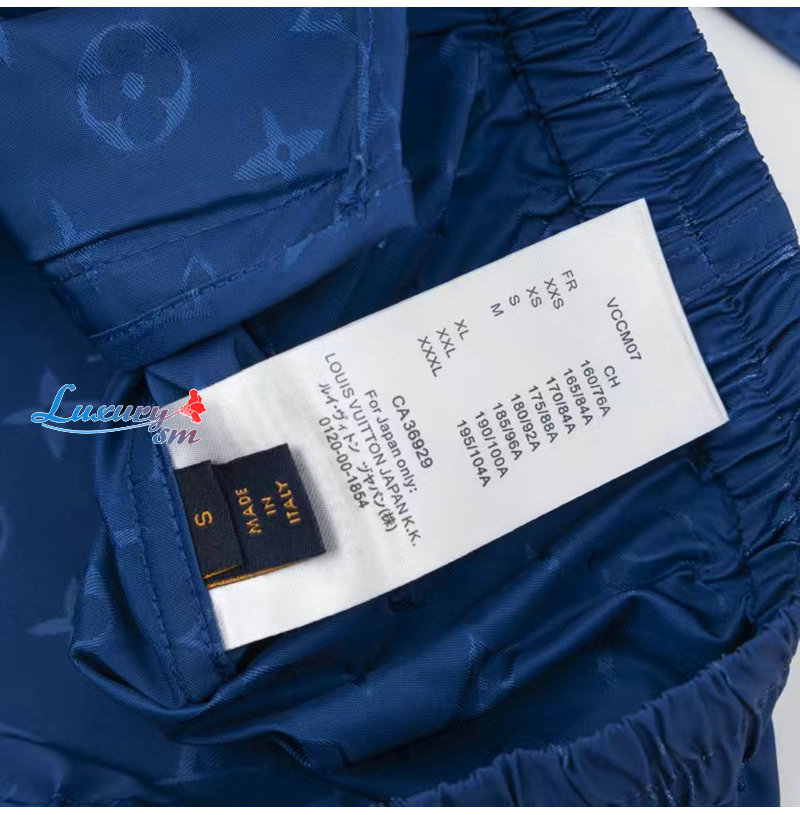 VCCM07
FR CH
XXS 160/76A
XS 165/84A
S 170/84A
M 175/88A
180/92A
XL 185/96A
XXL 190/100A
XXXL 195/104A
CA 36929
For Japan only:
LOUIS VUITTON JAPAN K.K.
ルイ・ヴィトン ジャパン(株)
0120-00-1854
MADE
IN
ITALY
S
Luxury
sm